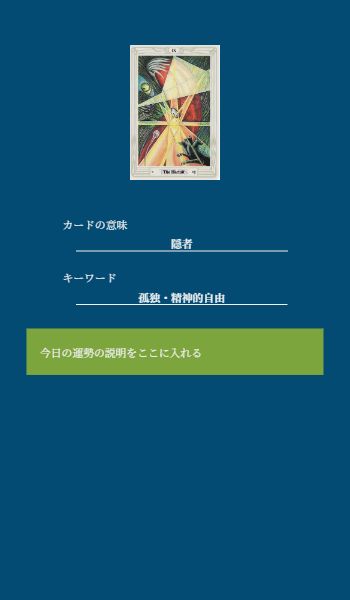 IX
The Hermit
カードの意味
隠者
キーワード
孤独・精神的自由
今日の運勢の説明をここに入れる